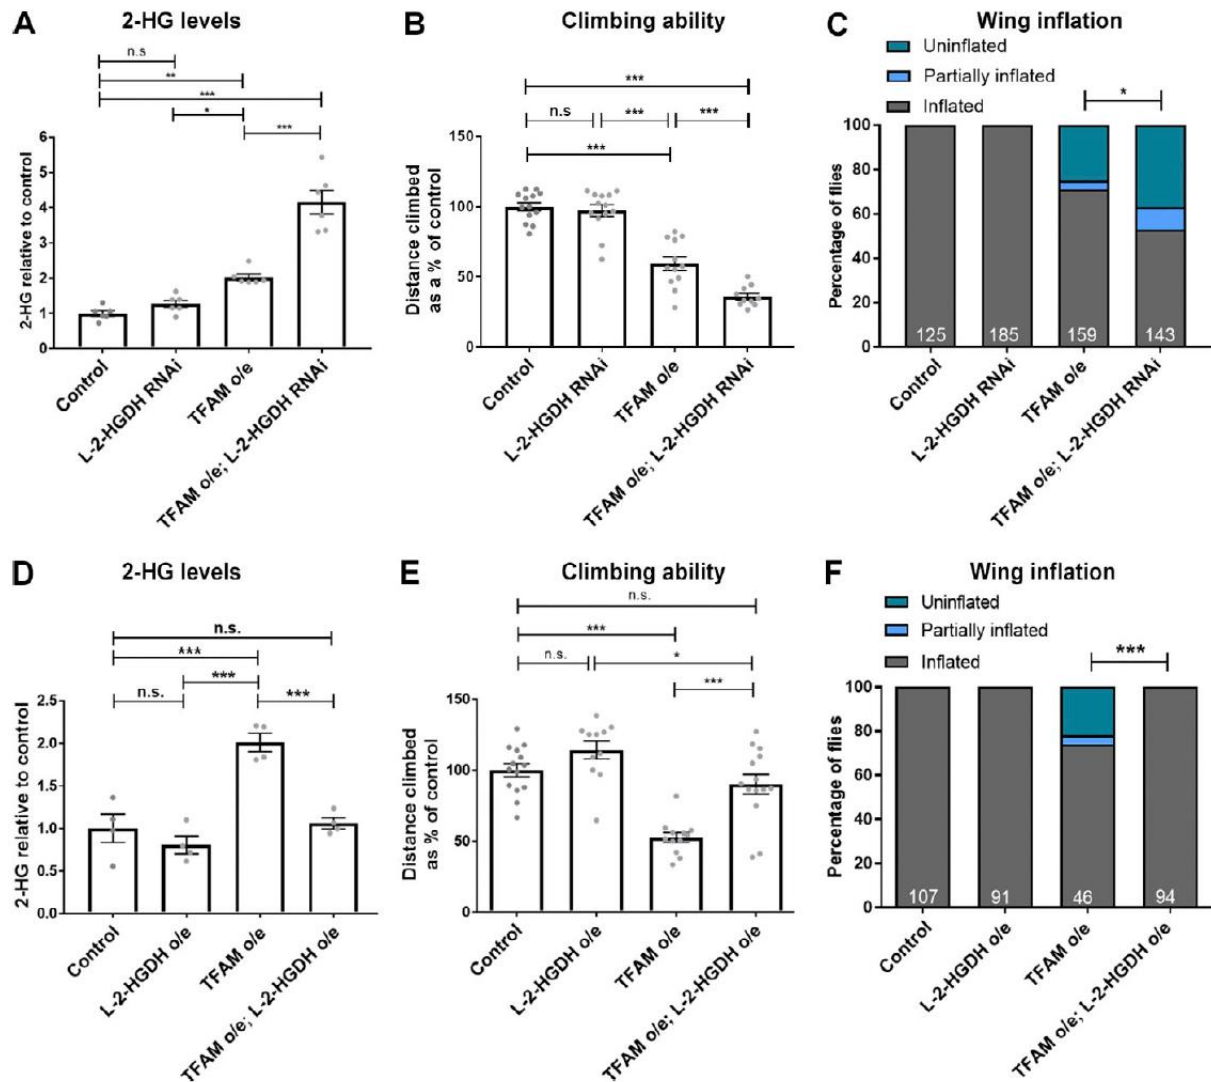 A 2-HG levels
n.s
**
***
*
***
2-HG relative to control
6
4
2
1
0
Control
L-2-HGDH RNAi
TFAM o/e
TFAM o/e; L-2-HGDH RNAi
B Climbing ability
***
n.s
***
***
***
Distance climbed
as a % of control
150
100
50
0
Control
L-2-HGDH RNAi
TFAM o/e
TFAM o/e; L-2-HGDH RNAi
C Wing inflation
Uninflated
Partially inflated
Inflated
*
Percentage of flies
100
80
60
40
20
0
125
185
159
143
Control
L-2-HGDH RNAi
TFAM o/e
TFAM o/e; L-2-HGDH RNAi
D 2-HG levels
n.s.
***
n.s.
***
***
2-HG relative to control
2.5
2.0
1.5
1.0
0.5
0.0
Control
L-2-HGDH o/e
TFAM o/e
TFAM o/e; L-2-HGDH o/e
E Climbing ability
n.s.
***
n.s.
*
***
Distance climbed
as % of control
150
100
50
0
Control
L-2-HGDH o/e
TFAM o/e
TFAM o/e; L-2-HGDH o/e
F Wing inflation
Uninflated
Partially inflated
Inflated
***
Percentage of flies
100
80
60
40
20
0
107
91
46
94
Control
L-2-HGDH o/e
TFAM o/e
TFAM o/e; L-2-HGDH o/e